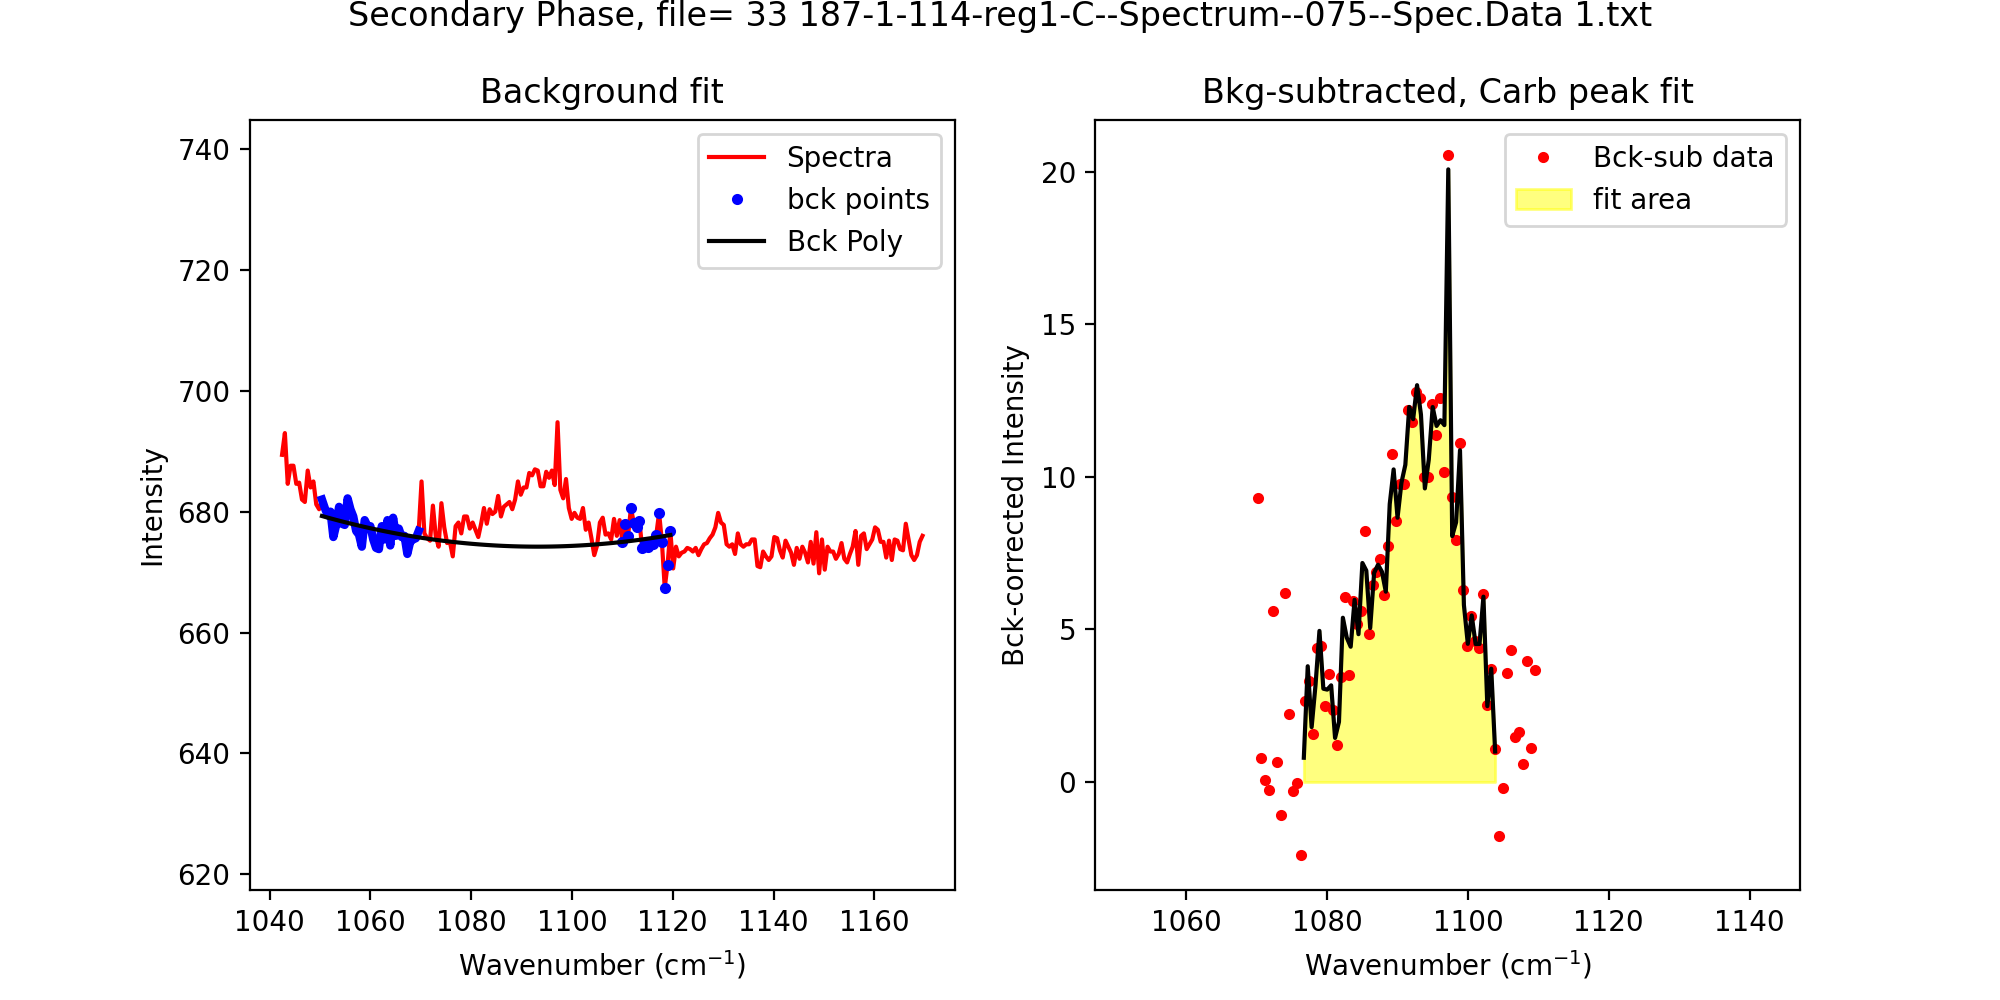 Secondary Phase, file= 33 187-1-114-reg1-C--Spectrum--075--Spec.Data 1.txt
Background fit
Intensity
740
720
700
680
660
640
620
Spectra
bck points
Bck Poly
1040 1060 1080 1100 1120 1140 1160
Wavenumber (cm⁻¹)
Bkg-subtracted, Carb peak fit
Bck-corrected Intensity
20
15
10
5
0
Bck-sub data
fit area
1060 1080 1100 1120 1140
Wavenumber (cm⁻¹)